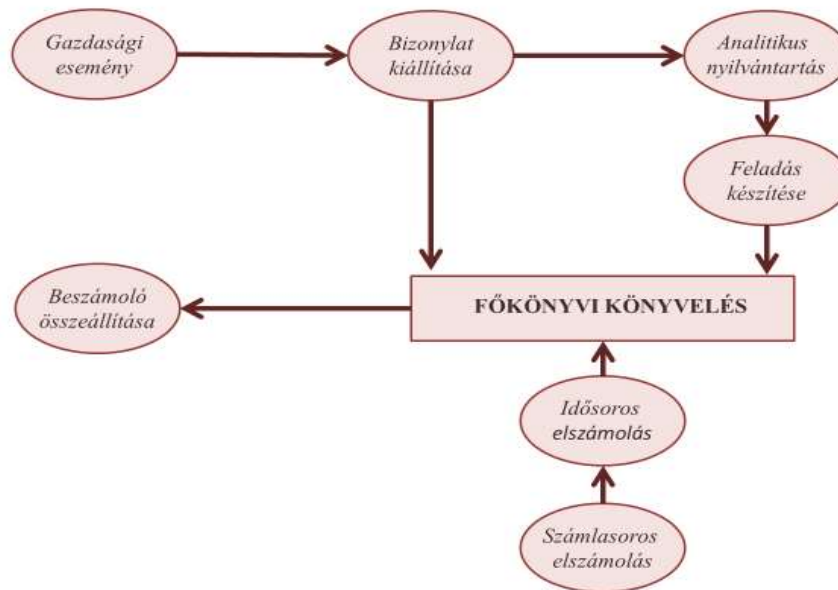 Gazdasági
esemény
Bizonylat
kiállítása
Analitikus
nyilvántartás
Feladás
készítése
Beszámoló
összeállítása
FŐKÖNYVI KÖNYVELÉS
Idősoros
elszámolás
Számlasoros
elszámolás